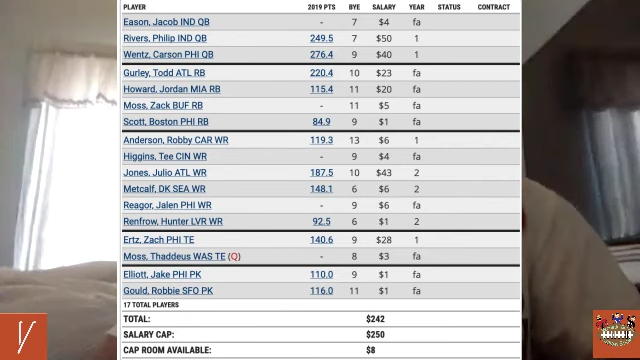 PLAYER 2019 PTS BYE SALARY YEAR STATUS CONTRACT
Eason, Jacob IND QB - 7 $4 fa
Rivers, Philip IND QB 249.5 7 $50 1
Wentz, Carson PHI QB 276.4 9 $40 1
Gurley, Todd ATL RB 220.4 10 $23 fa
Howard, Jordan MIA RB 115.4 11 $20 fa
Moss, Zack BUF RB - 11 $5 fa
Scott, Boston PHI RB 84.9 9 $1 fa
Anderson, Robby CAR WR 119.3 13 $6 1
Higgins, Tee CIN WR - 9 $4 fa
Jones, Julio ATL WR 187.5 10 $43 2
Metcalf, DK SEA WR 148.1 6 $6 2
Reagor, Jalen PHI WR - 9 $6 fa
Renfrow, Hunter LVR WR 92.5 6 $1 2
Ertz, Zach PHI TE 140.6 9 $28 1
Moss, Thaddeus WAS TE (Q) - 8 $3 fa
Elliott, Jake PHI PK 110.0 9 $1 fa
Gould, Robbie SFO PK 116.0 11 $1 fa
17 TOTAL PLAYERS
TOTAL: $242
SALARY CAP: $250
CAP ROOM AVAILABLE: $8